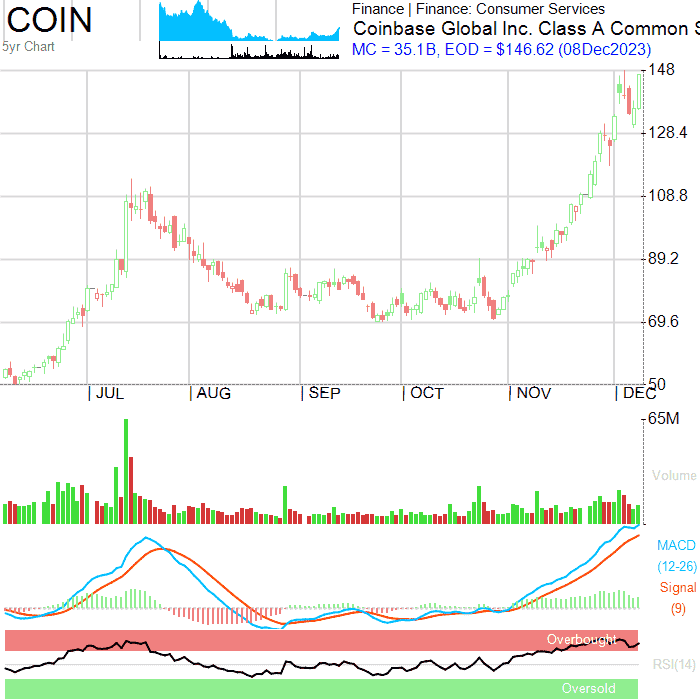 COIN
5yr Chart
Finance | Finance: Consumer Services
Coinbase Global Inc. Class A Common S
MC = 35.1B, EOD = $146.62 (08Dec2023)
148
128.4
108.8
89.2
69.6
50
| JUL | AUG | SEP | OCT | NOV | DEC
65M
Volume
MACD
(12-26)
Signal
(9)
Overbought
RSI(14)
Oversold